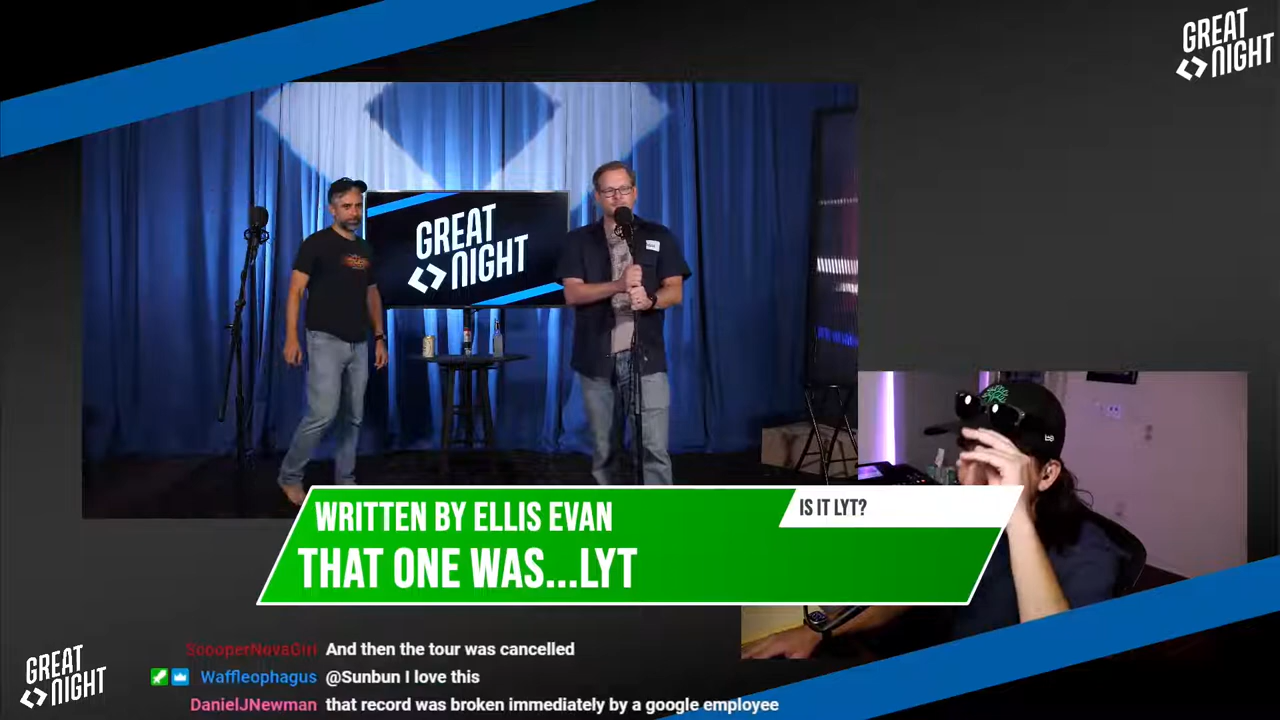 GREAT
NIGHT
GREAT
NIGHT
WRITTEN BY ELLIS EVAN
IS IT LYT?
THAT ONE WAS...LYT
GREAT
NIGHT
ScooperNovaGirl And then the tour was cancelled
Waffleophagus @Sunbun I love this
DanielJNewman that record was broken immediately by a google employee